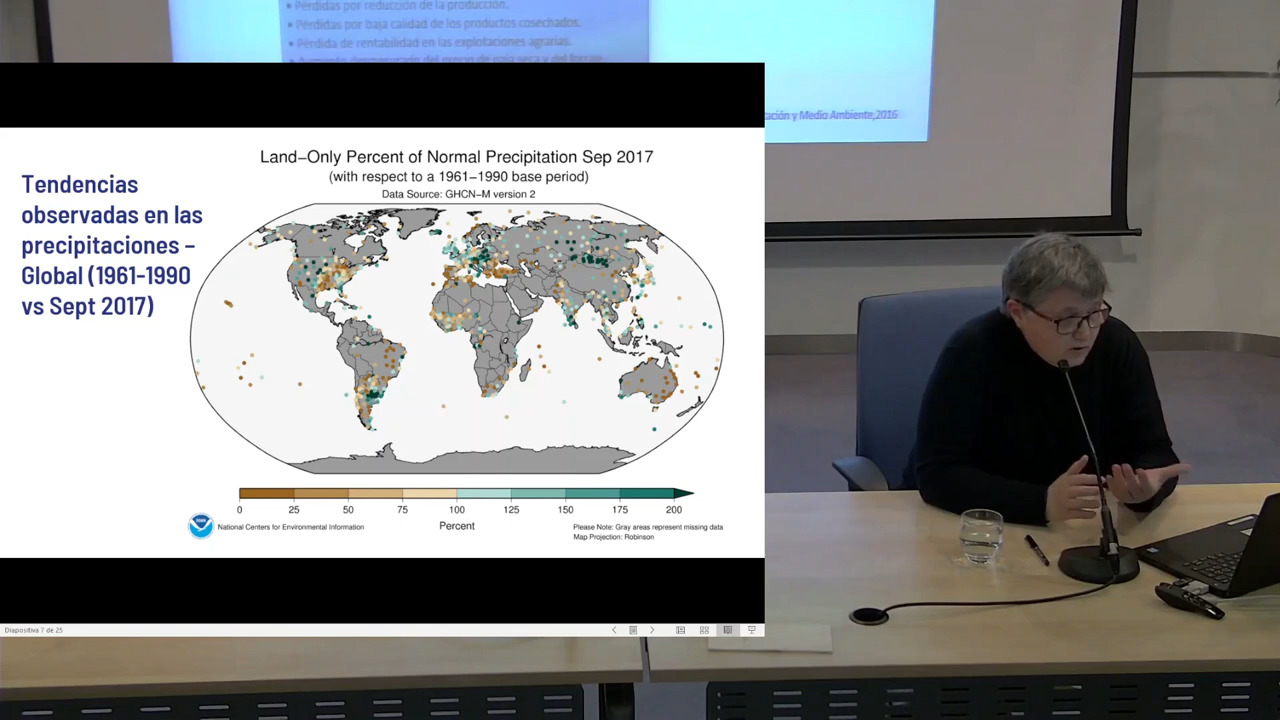 • Pérdidas por reducción de la producción.
• Pérdidas por baja calidad de los productos cosechados.
• Pérdida de rentabilidad en las explotaciones agrarias.
y Medio Ambiente,2016
Tendencias
observadas en las
precipitaciones –
Global (1961-1990
vs Sept 2017)
Land–Only Percent of Normal Precipitation Sep 2017
(with respect to a 1961–1990 base period)
Data Source: GHCN–M version 2
0 25 50 75 100 125 150 175 200
Percent
National Centers for Environmental Information
Please Note: Gray areas represent missing data
Map Projection: Robinson
Diapositiva 7 de 25